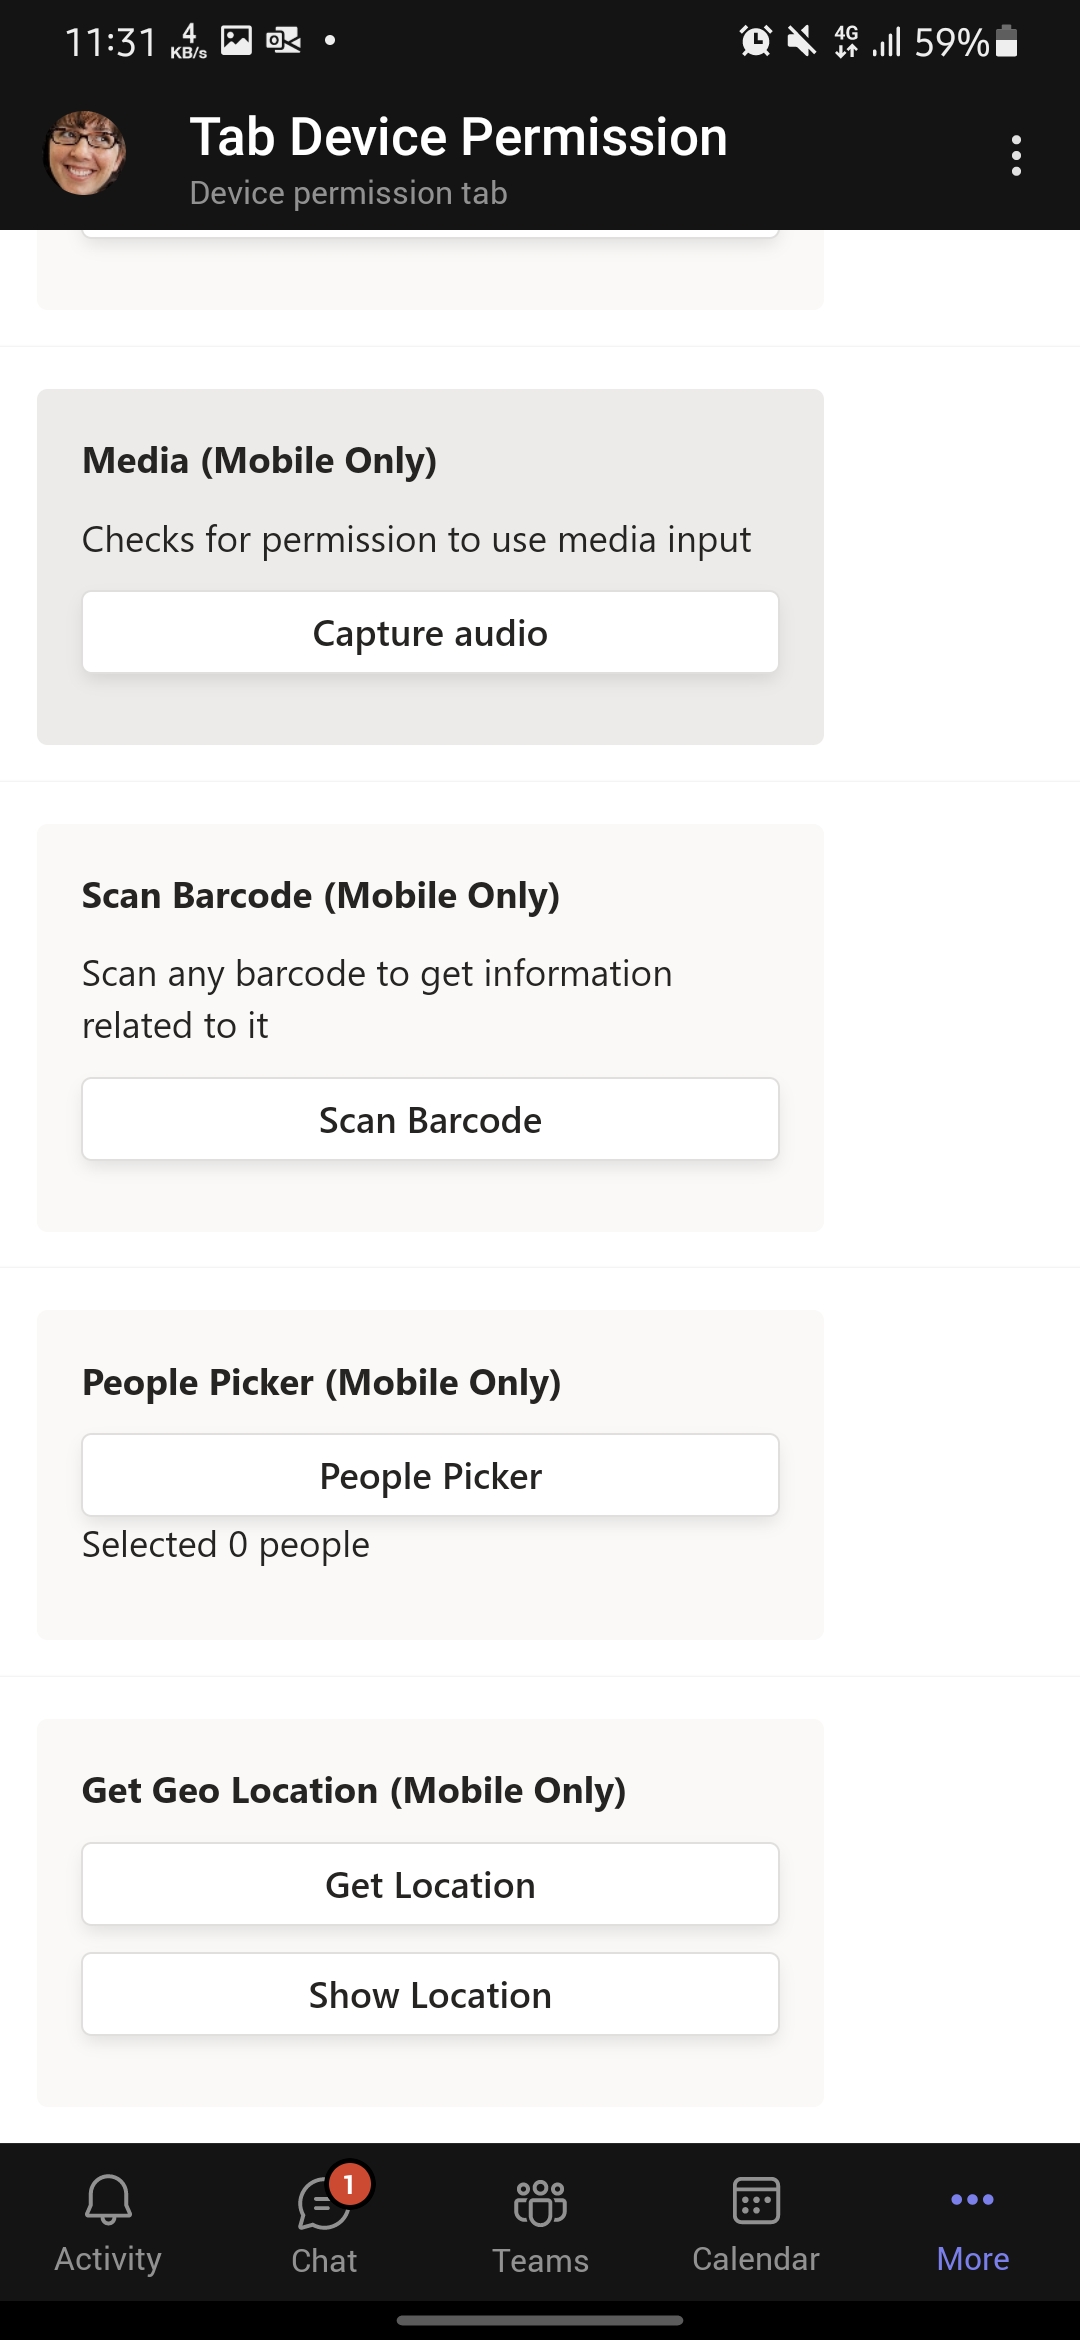 11:31 4 KB/s 4G 59%
Tab Device Permission
Device permission tab
Media (Mobile Only)
Checks for permission to use media input
Capture audio
Scan Barcode (Mobile Only)
Scan any barcode to get information
related to it
Scan Barcode
People Picker (Mobile Only)
People Picker
Selected 0 people
Get Geo Location (Mobile Only)
Get Location
Show Location
1
Activity Chat Teams Calendar More